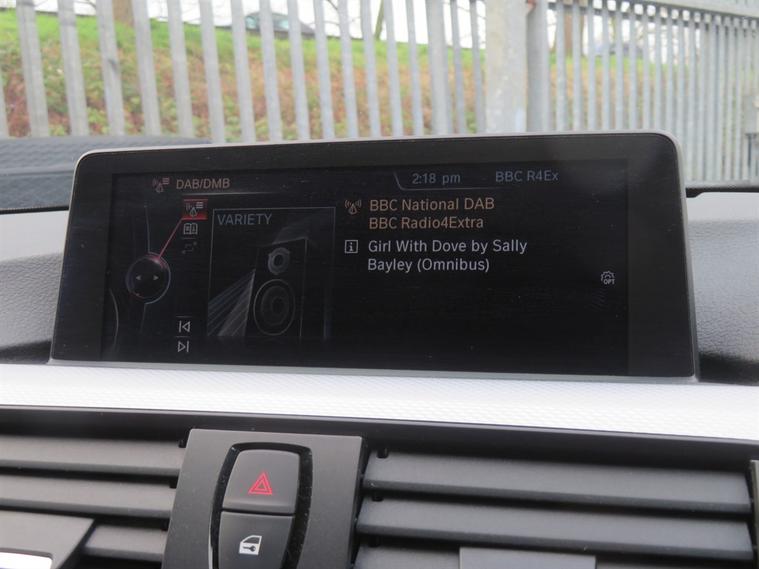 DAB/DMB
2:18 pm
BBC R4Ex
VARIETY
BBC National DAB
BBC Radio4Extra
Girl With Dove by Sally
Bayley (Omnibus)
OPT